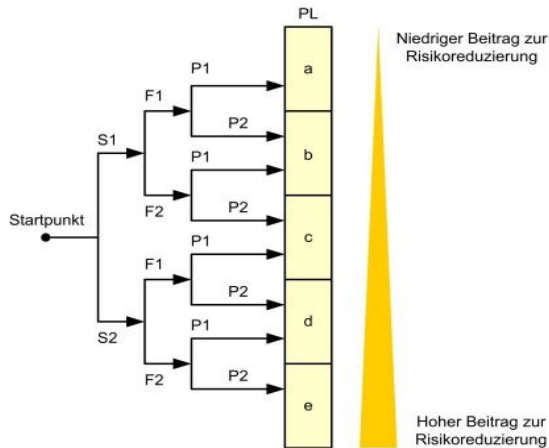 PL
Niedriger Beitrag zur
Risikoreduzierung
P1
a
F1
P2
S1
b
P1
F2
P2
c
Startpunkt
P1
F1
P2
d
S2
P1
F2
P2
e
Hoher Beitrag zur
Risikoreduzierung